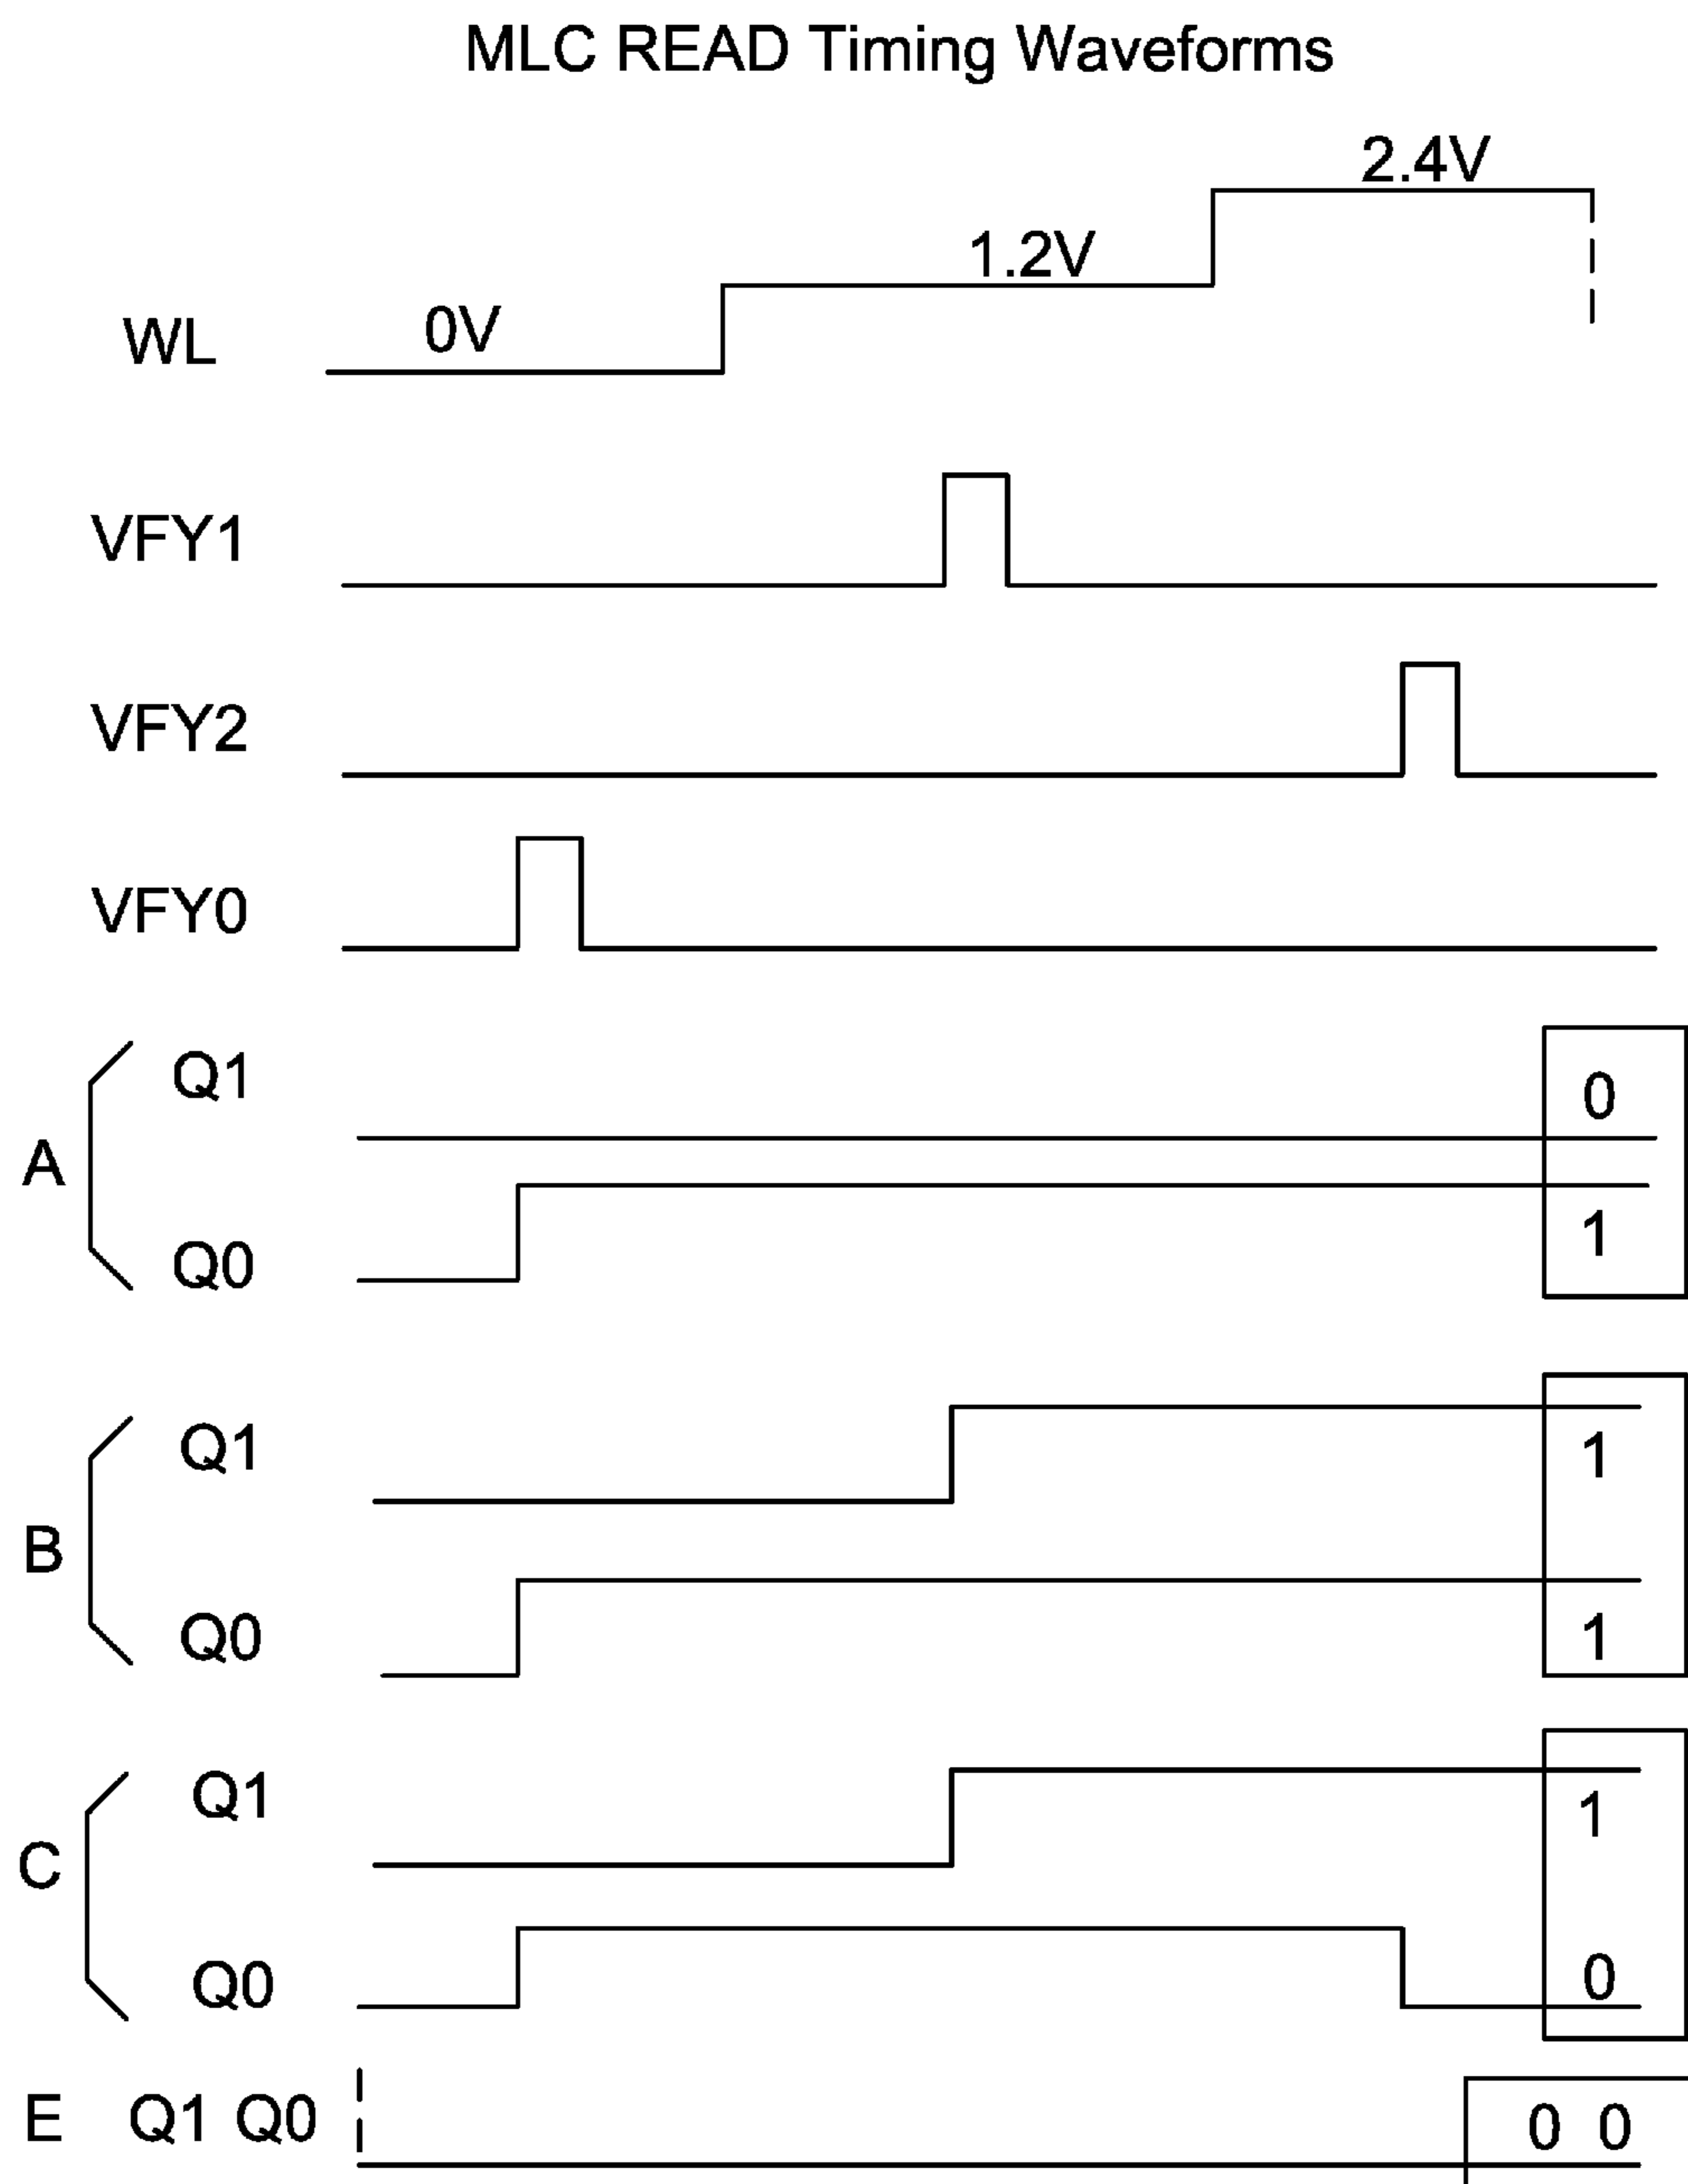 MLC READ Timing Waveforms
2.4V
1.2V
WL 0V
VFY1
VFY2
VFY0
Q1 0
A
Q0 1
Q1 1
B
Q0 1
Q1 1
C
Q0 0
E Q1 Q0 0 0